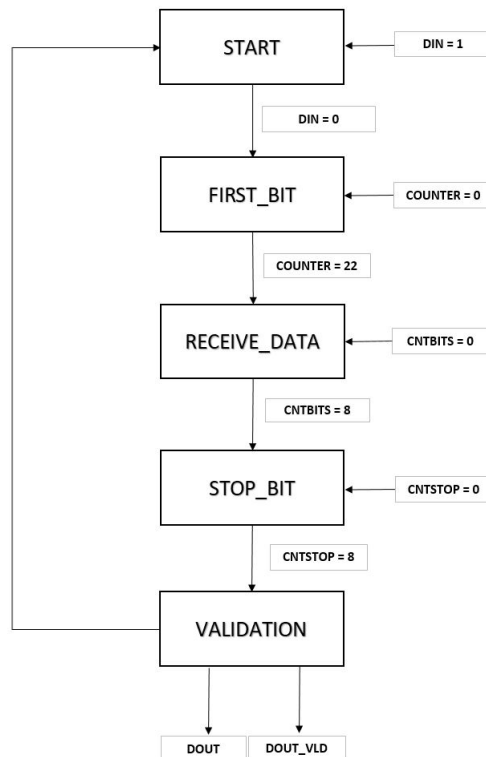 START
DIN = 1
DIN = 0
FIRST_BIT
COUNTER = 0
COUNTER = 22
RECEIVE_DATA
CNTBITS = 0
CNTBITS = 8
STOP_BIT
CNTSTOP = 0
CNTSTOP = 8
VALIDATION
DOUT
DOUT_VLD